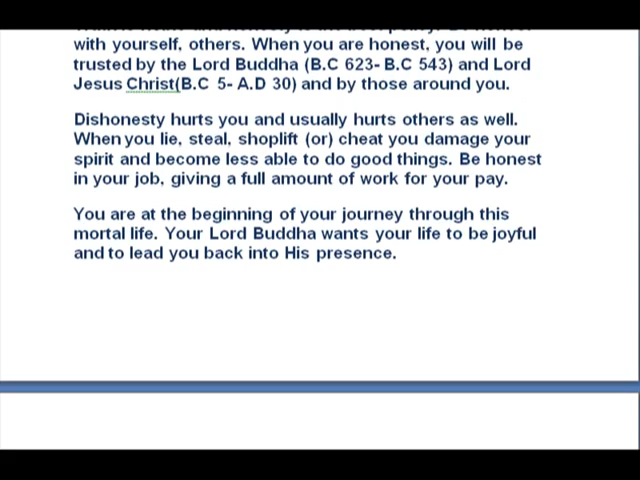 with yourself, others. When you are honest, you will be
trusted by the Lord Buddha (B.C 623- B.C 543) and Lord
Jesus Christ(B.C 5- A.D 30) and by those around you.
Dishonesty hurts you and usually hurts others as well.
When you lie, steal, shoplift (or) cheat you damage your
spirit and become less able to do good things. Be honest
in your job, giving a full amount of work for your pay.
You are at the beginning of your journey through this
mortal life. Your Lord Buddha wants your life to be joyful
and to lead you back into His presence.